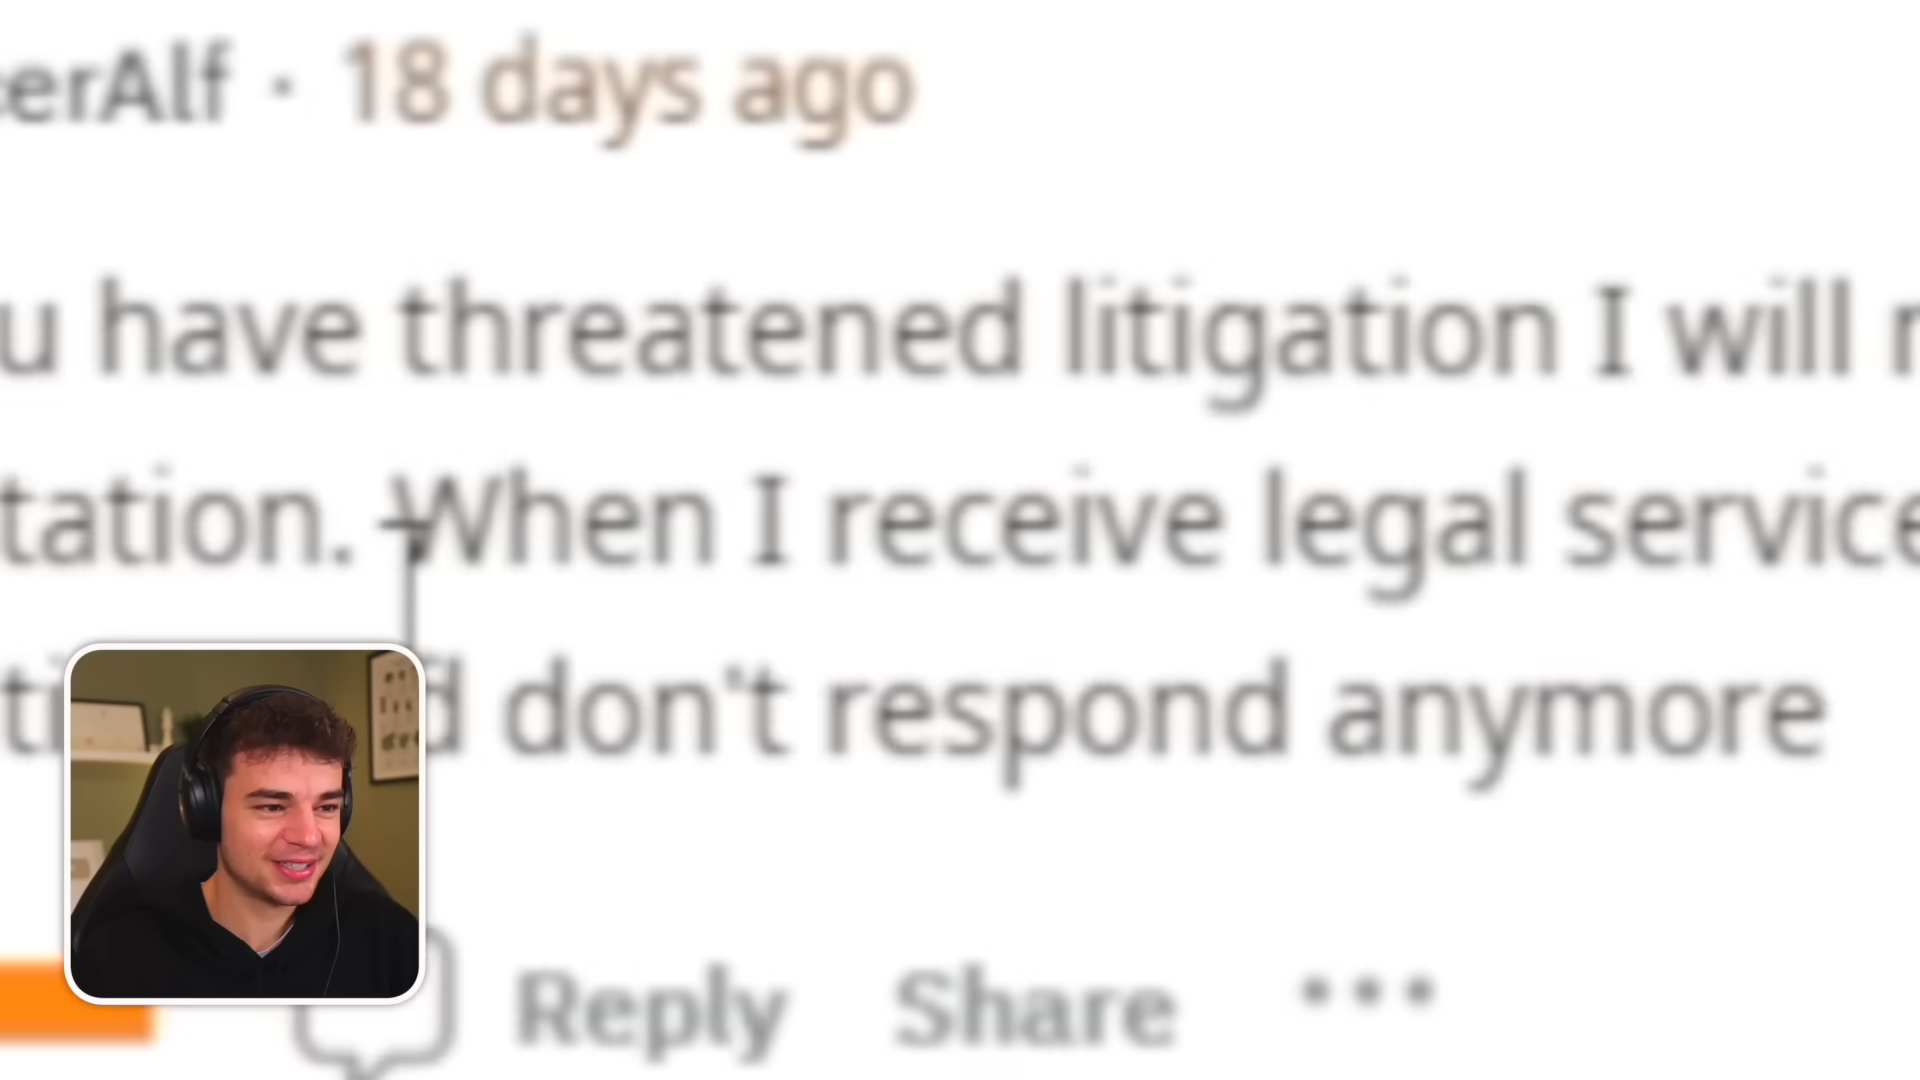 erAlf · 18 days ago
u have threatened litigation I will
tation. When I receive legal service
ti d don't respond anymore
Reply Share ...